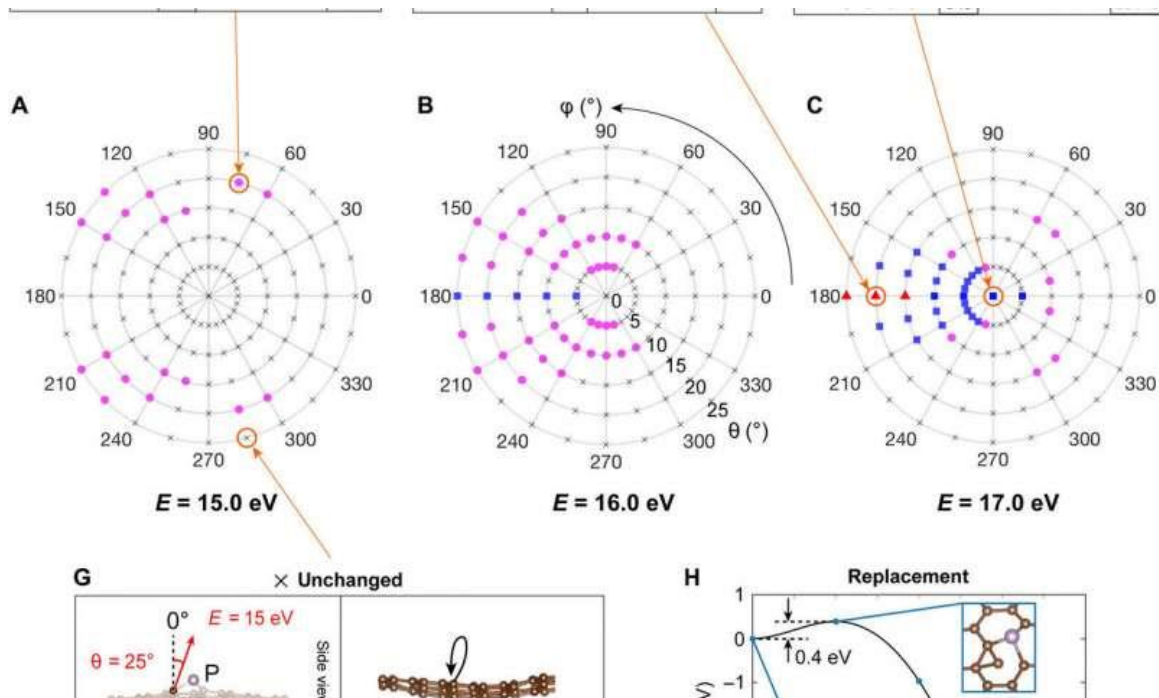 A
B
C
φ (°)
90
60
30
0
330
300
270
240
210
180
150
120
E = 15.0 eV
90
60
30
0
300
270
240
210
180
150
120
0
5
10
15
20
25
θ (°)
E = 16.0 eV
90
60
30
0
330
300
270
240
210
180
150
120
E = 17.0 eV
G
× Unchanged
0°
E = 15 eV
θ = 25°
P
H
Replacement
1
0
−1
0.4 eV